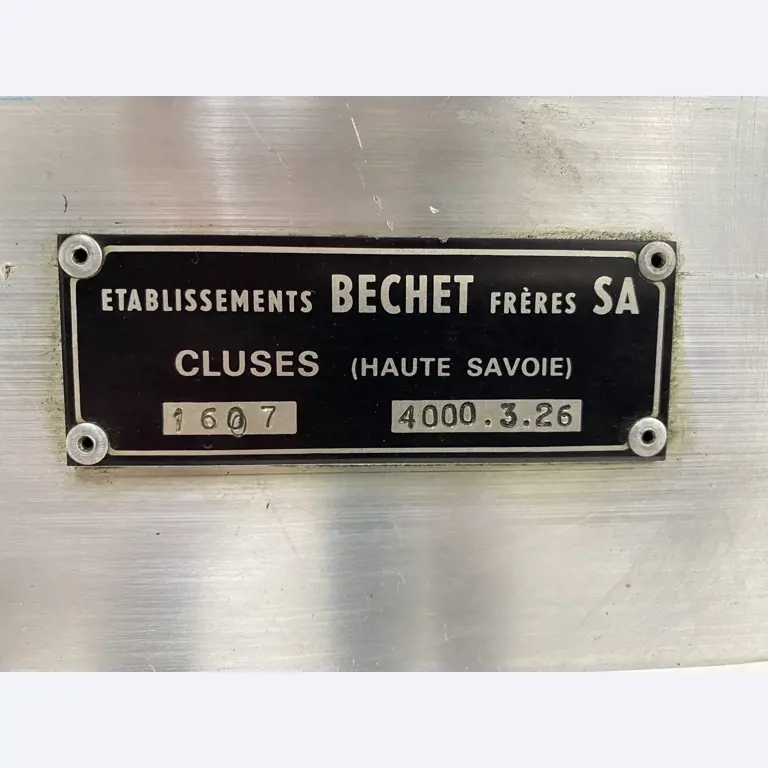 ETABLISSEMENTS BECHET FRÈRES SA
CLUSES (HAUTE SAVOIE)
1607 4000.3.26